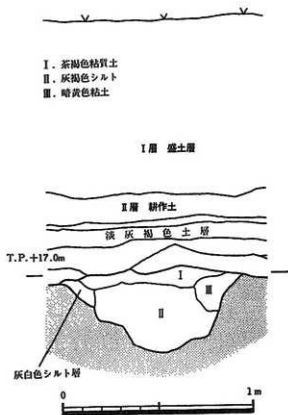 Ⅰ．茶褐色粘質土
Ⅱ．灰褐色シルト
Ⅲ．暗黄色粘土
Ⅰ層 盛土層
Ⅱ層 耕作土
淡灰褐色土層
T.P.+17.0m
Ⅰ
Ⅲ
Ⅱ
灰白色シルト層
0 1m